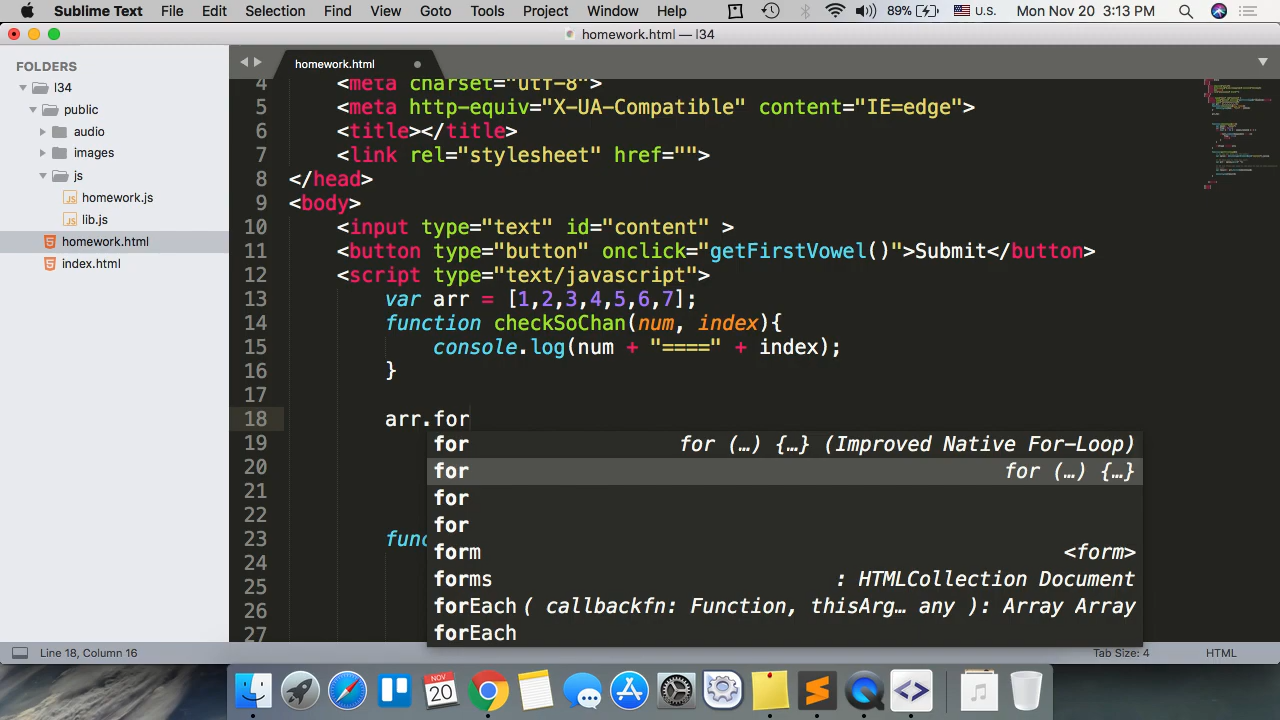 Sublime Text File Edit Selection Find View Goto Tools Project Window Help 89% U.S. Mon Nov 20 3:13 PM
homework.html — l34
FOLDERS
l34
public
audio
images
js
homework.js
lib.js
homework.html
index.html
homework.html
4 <meta charset="utf-8">
5 <meta http-equiv="X-UA-Compatible" content="IE=edge">
6 <title></title>
7 <link rel="stylesheet" href="">
8 </head>
9 <body>
10 <input type="text" id="content" >
11 <button type="button" onclick="getFirstVowel()">Submit</button>
12 <script type="text/javascript">
13 var arr = [1,2,3,4,5,6,7];
14 function checkSoChan(num, index){
15 console.log(num + "====" + index);
16 }
17
18 arr.for
19
20
21
22
23 func
24
25
26
27
for for (…) {…} (Improved Native For-Loop)
for for (…) {…}
for
for
form <form>
forms : HTMLCollection Document
forEach ( callbackfn: Function, thisArg… any ): Array Array
forEach
Line 18, Column 16 Tab Size: 4 HTML
NOV
20